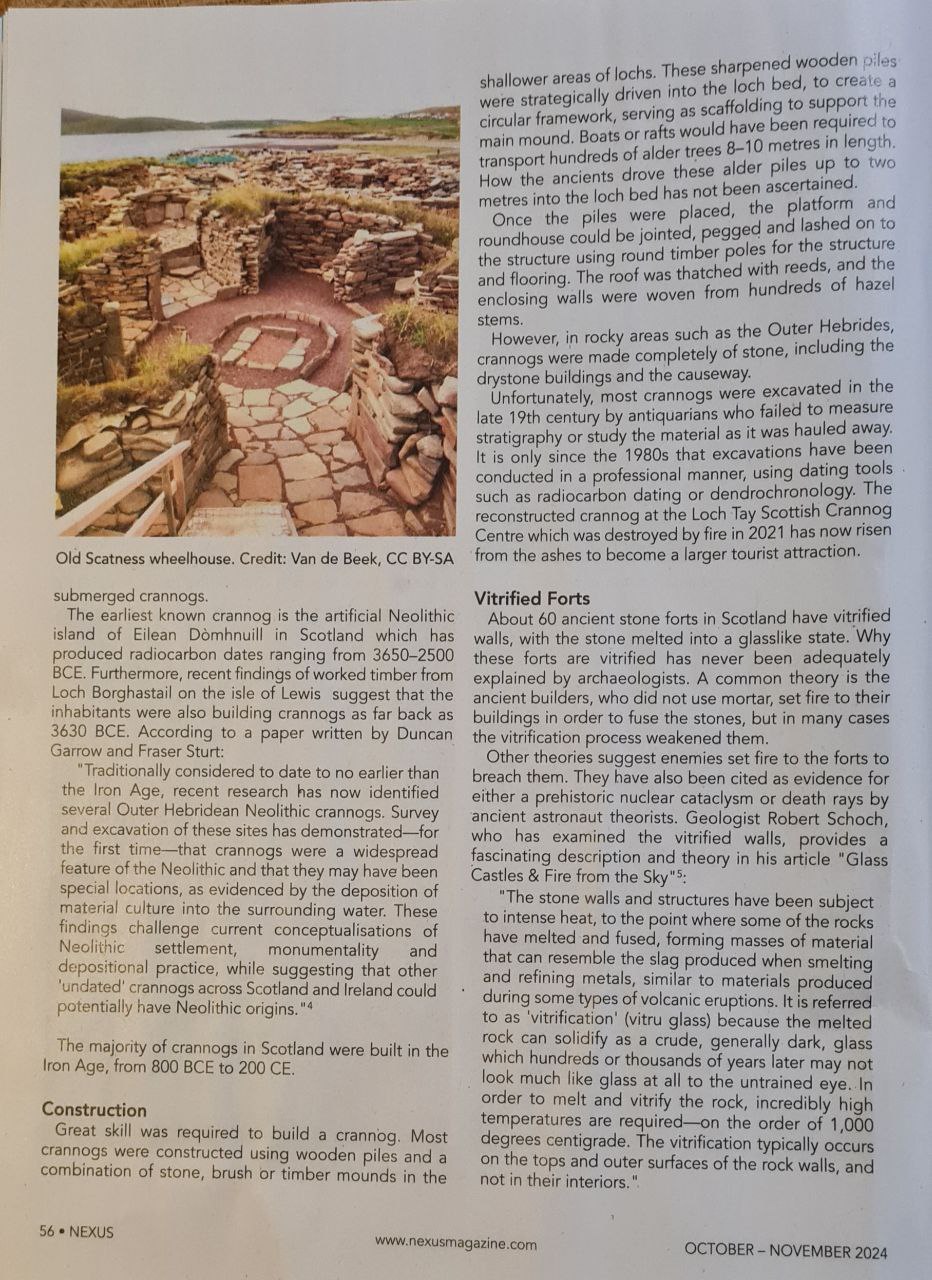 Old Scatness wheelhouse. Credit: Van de Beek, CC BY-SA
submerged crannogs.
The earliest known crannog is the artificial Neolithic
island of Eilean Dòmhnuill in Scotland which has
produced radiocarbon dates ranging from 3650–2500
BCE. Furthermore, recent findings of worked timber from
Loch Borghastail on the isle of Lewis suggest that the
inhabitants were also building crannogs as far back as
3630 BCE. According to a paper written by Duncan
Garrow and Fraser Sturt:
"Traditionally considered to date to no earlier than
the Iron Age, recent research has now identified
several Outer Hebridean Neolithic crannogs. Survey
and excavation of these sites has demonstrated—for
the first time—that crannogs were a widespread
feature of the Neolithic and that they may have been
special locations, as evidenced by the deposition of
material culture into the surrounding water. These
findings challenge current conceptualisations of
Neolithic settlement, monumentality and
depositional practice, while suggesting that other
'undated' crannogs across Scotland and Ireland could
potentially have Neolithic origins."⁴
The majority of crannogs in Scotland were built in the
Iron Age, from 800 BCE to 200 CE.
Construction
Great skill was required to build a crannog. Most
crannogs were constructed using wooden piles and a
combination of stone, brush or timber mounds in the
shallower areas of lochs. These sharpened wooden piles
were strategically driven into the loch bed, to create a
circular framework, serving as scaffolding to support the
main mound. Boats or rafts would have been required to
transport hundreds of alder trees 8–10 metres in length.
How the ancients drove these alder piles up to two
metres into the loch bed has not been ascertained.
Once the piles were placed, the platform and
roundhouse could be jointed, pegged and lashed on to
the structure using round timber poles for the structure
and flooring. The roof was thatched with reeds, and the
enclosing walls were woven from hundreds of hazel
stems.
However, in rocky areas such as the Outer Hebrides,
crannogs were made completely of stone, including the
drystone buildings and the causeway.
Unfortunately, most crannogs were excavated in the
late 19th century by antiquarians who failed to measure
stratigraphy or study the material as it was hauled away.
It is only since the 1980s that excavations have been
conducted in a professional manner, using dating tools
such as radiocarbon dating or dendrochronology. The
reconstructed crannog at the Loch Tay Scottish Crannog
Centre which was destroyed by fire in 2021 has now risen
from the ashes to become a larger tourist attraction.
Vitrified Forts
About 60 ancient stone forts in Scotland have vitrified
walls, with the stone melted into a glasslike state. Why
these forts are vitrified has never been adequately
explained by archaeologists. A common theory is the
ancient builders, who did not use mortar, set fire to their
buildings in order to fuse the stones, but in many cases
the vitrification process weakened them.
Other theories suggest enemies set fire to the forts to
breach them. They have also been cited as evidence for
either a prehistoric nuclear cataclysm or death rays by
ancient astronaut theorists. Geologist Robert Schoch,
who has examined the vitrified walls, provides a
fascinating description and theory in his article "Glass
Castles & Fire from the Sky"⁵:
"The stone walls and structures have been subject
to intense heat, to the point where some of the rocks
have melted and fused, forming masses of material
that can resemble the slag produced when smelting
and refining metals, similar to materials produced
during some types of volcanic eruptions. It is referred
to as 'vitrification' (vitru glass) because the melted
rock can solidify as a crude, generally dark, glass
which hundreds or thousands of years later may not
look much like glass at all to the untrained eye. In
order to melt and vitrify the rock, incredibly high
temperatures are required—on the order of 1,000
degrees centigrade. The vitrification typically occurs
on the tops and outer surfaces of the rock walls, and
not in their interiors."
56 • NEXUS
www.nexusmagazine.com
OCTOBER – NOVEMBER 2024